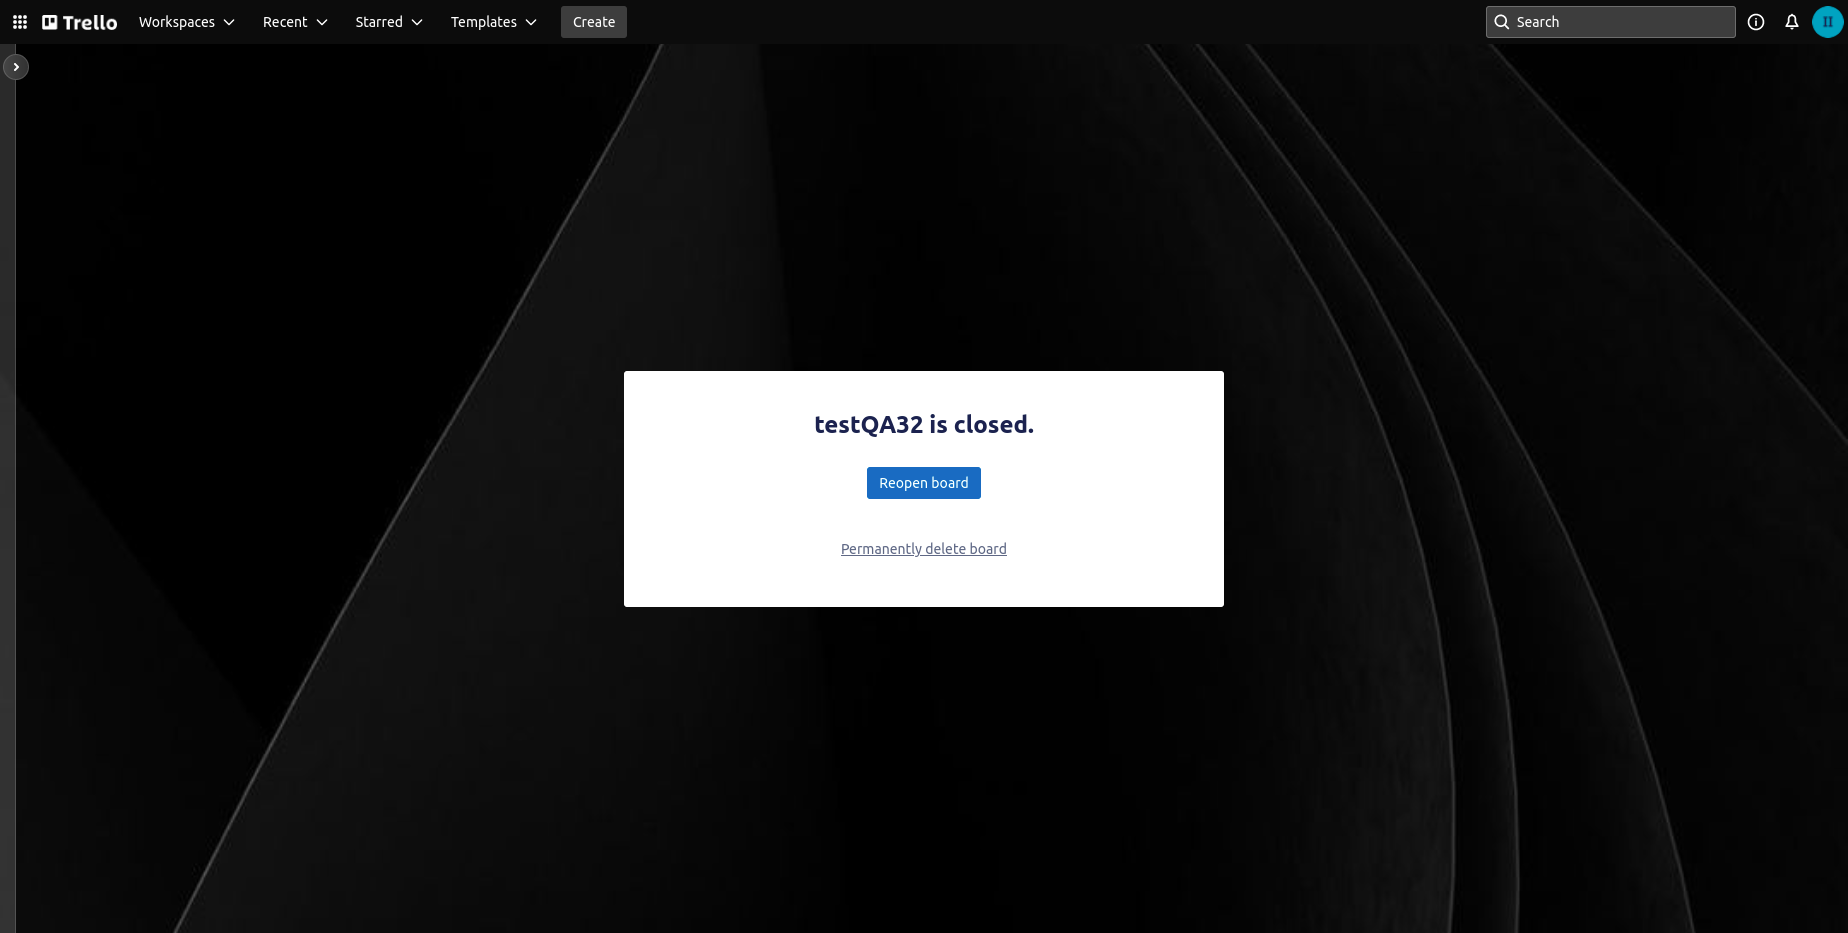 Trello Workspaces Recent Starred Templates Create Search II
testQA32 is closed.
Reopen board
Permanently delete board